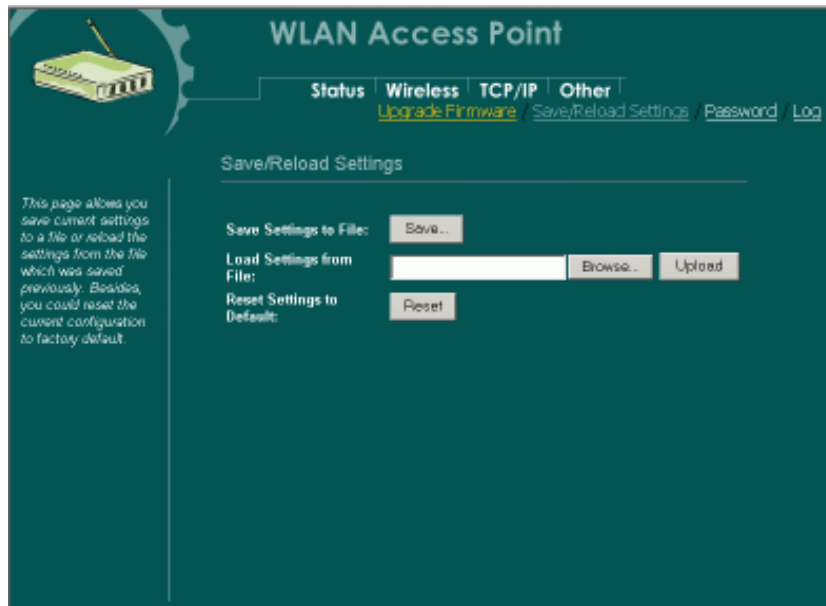 WLAN Access Point
Status Wireless TCP/IP Other
Upgrade Firmware / Save/Reload Settings / Password / Log
Save/Reload Settings
This page allows you
save current settings
to a file or reload the
settings from the file
which was saved
previously. Besides,
you could reset the
current configuration
to factory default.
Save Settings to File: Save...
Load Settings from
File: Browse... Upload
Reset Settings to
Default: Reset